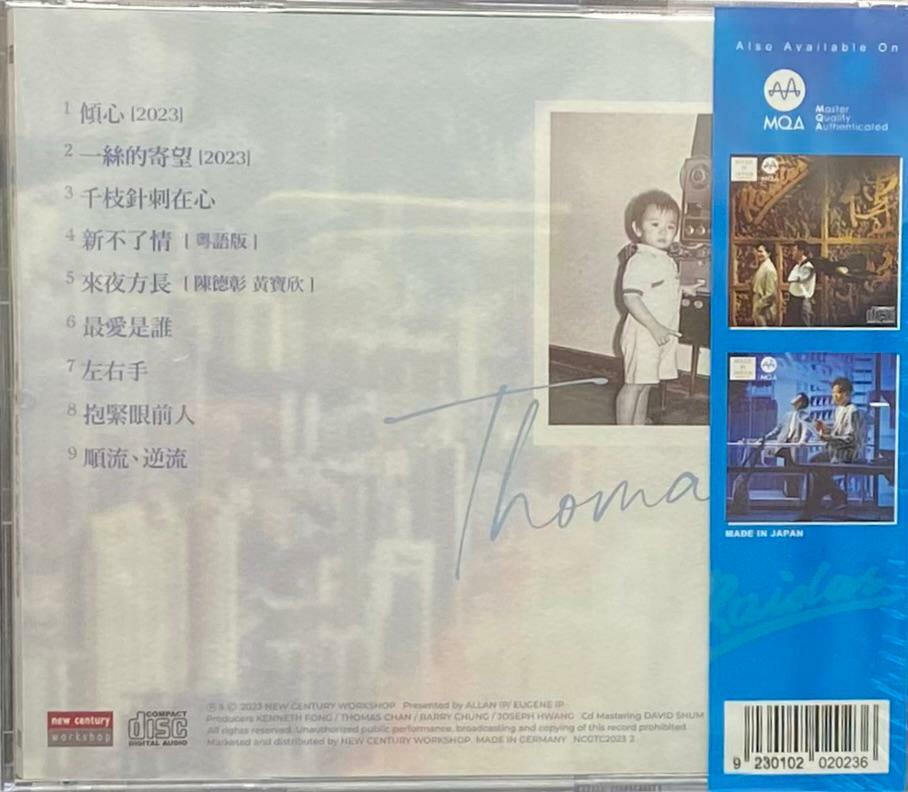 1 傾心 [2023]
2 一絲的寄望 [2023]
3 千枝針刺在心
4 新不了情 [ 粵語版 ]
5 來夜方長 [ 陳德彰 黃寶欣 ]
6 最愛是誰
7 左右手
8 抱緊眼前人
9 順流、逆流
Thoma
new century
workshop
COMPACT
disc
DIGITAL AUDIO
Ⓟ & © 2023 NEW CENTURY WORKSHOP Presented by ALLAN IP/ EUGENE IP
Producers KENNETH FONG / THOMAS CHAN / BARRY CHUNG / JOSEPH HWANG Cd Mastering DAVID SHUM
All rights reserved. Unauthorized public performance, broadcasting and copying of this record prohibited.
Marketed and distributed by NEW CENTURY WORKSHOP. MADE IN GERMANY NCGTC2023 2
Also Available On
MQA
Master
Quality
Authenticated
MQA
MQA
MADE IN JAPAN
Raidas
9 230102 020236